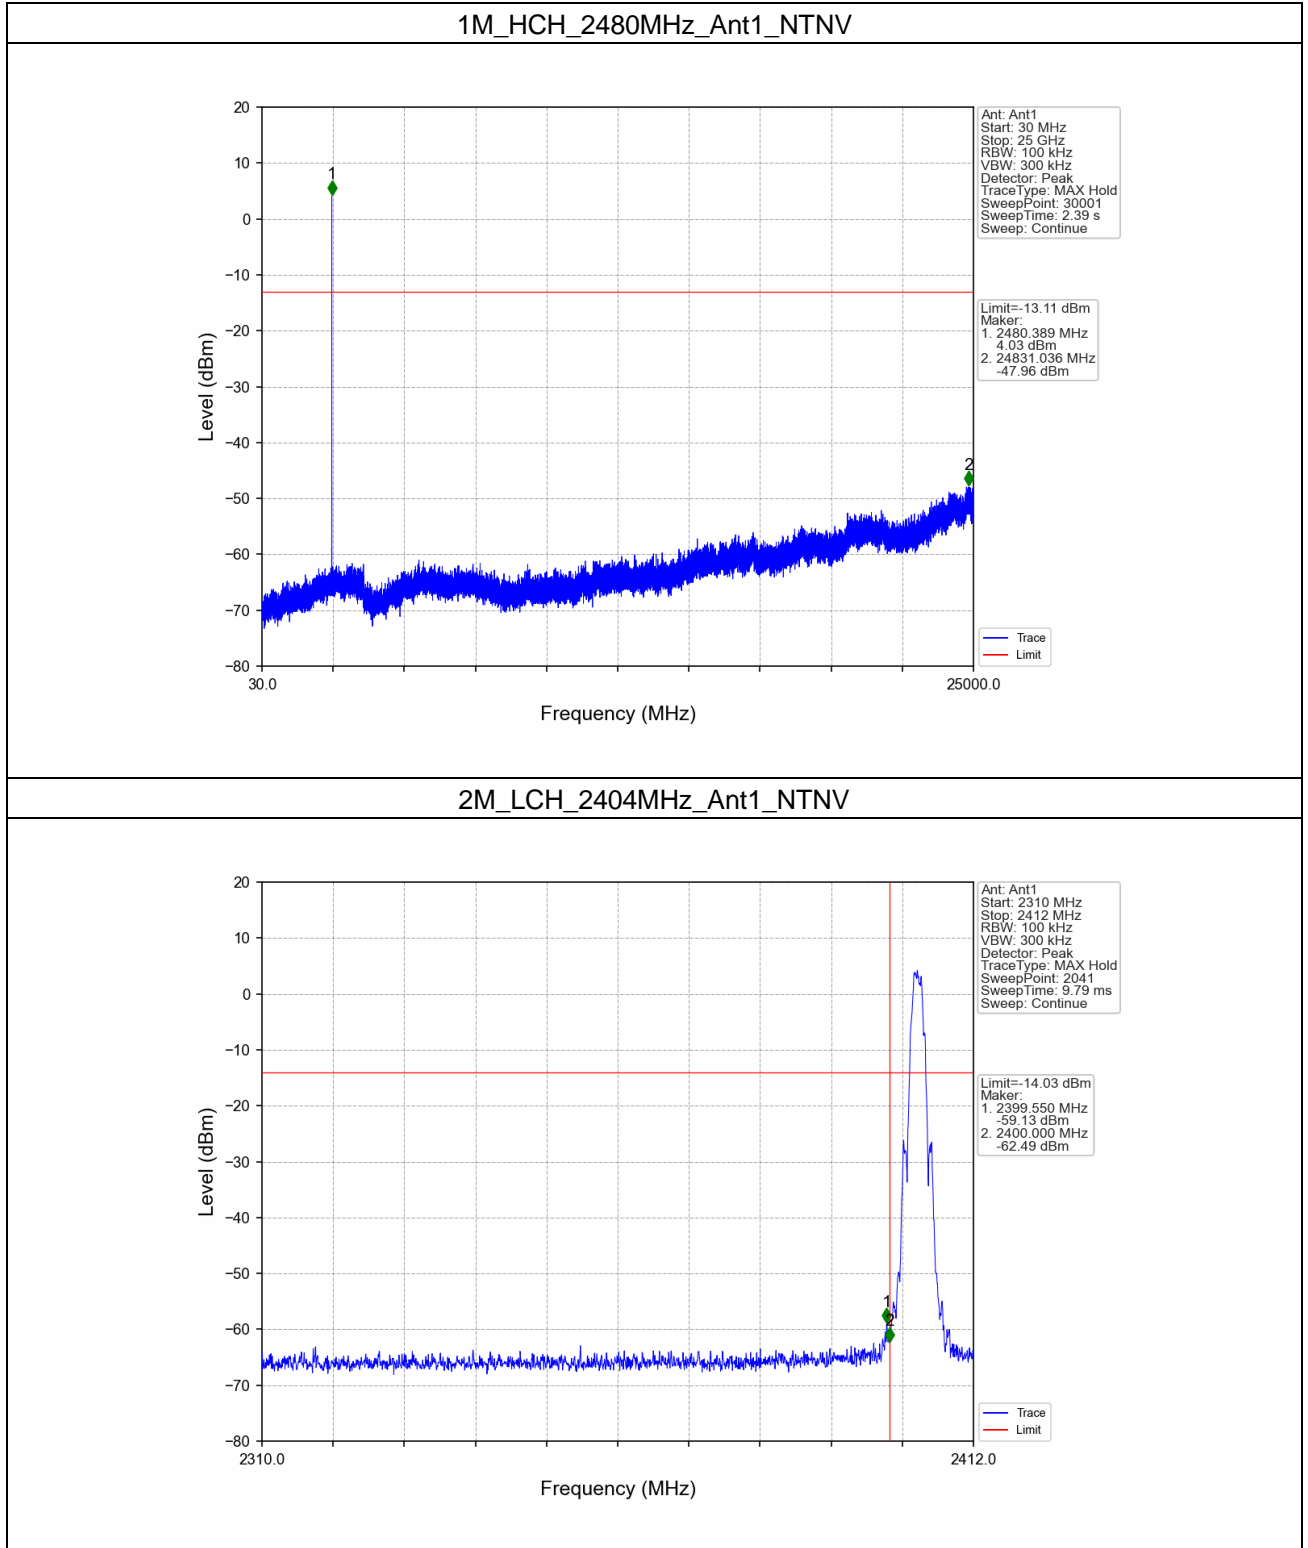 1M_HCH_2480MHz_Ant1_NTNV
20
10
0
−10
−20
−30
−40
−50
−60
−70
−80
Level (dBm)
1
2
30.0
25000.0
Frequency (MHz)
Ant: Ant1
Start: 30 MHz
Stop: 25 GHz
RBW: 100 kHz
VBW: 300 kHz
Detector: Peak
TraceType: MAX Hold
SweepPoint: 30001
SweepTime: 2.39 s
Sweep: Continue
Limit=-13.11 dBm
Maker:
1. 2480.389 MHz
4.03 dBm
2. 24831.036 MHz
-47.96 dBm
Trace
Limit
2M_LCH_2404MHz_Ant1_NTNV
20
10
0
−10
−20
−30
−40
−50
−60
−70
−80
Level (dBm)
1
2
2310.0
2412.0
Frequency (MHz)
Ant: Ant1
Start: 2310 MHz
Stop: 2412 MHz
RBW: 100 kHz
VBW: 300 kHz
Detector: Peak
TraceType: MAX Hold
SweepPoint: 2041
SweepTime: 9.79 ms
Sweep: Continue
Limit=-14.03 dBm
Maker:
1. 2399.550 MHz
-59.13 dBm
2. 2400.000 MHz
-62.49 dBm
Trace
Limit